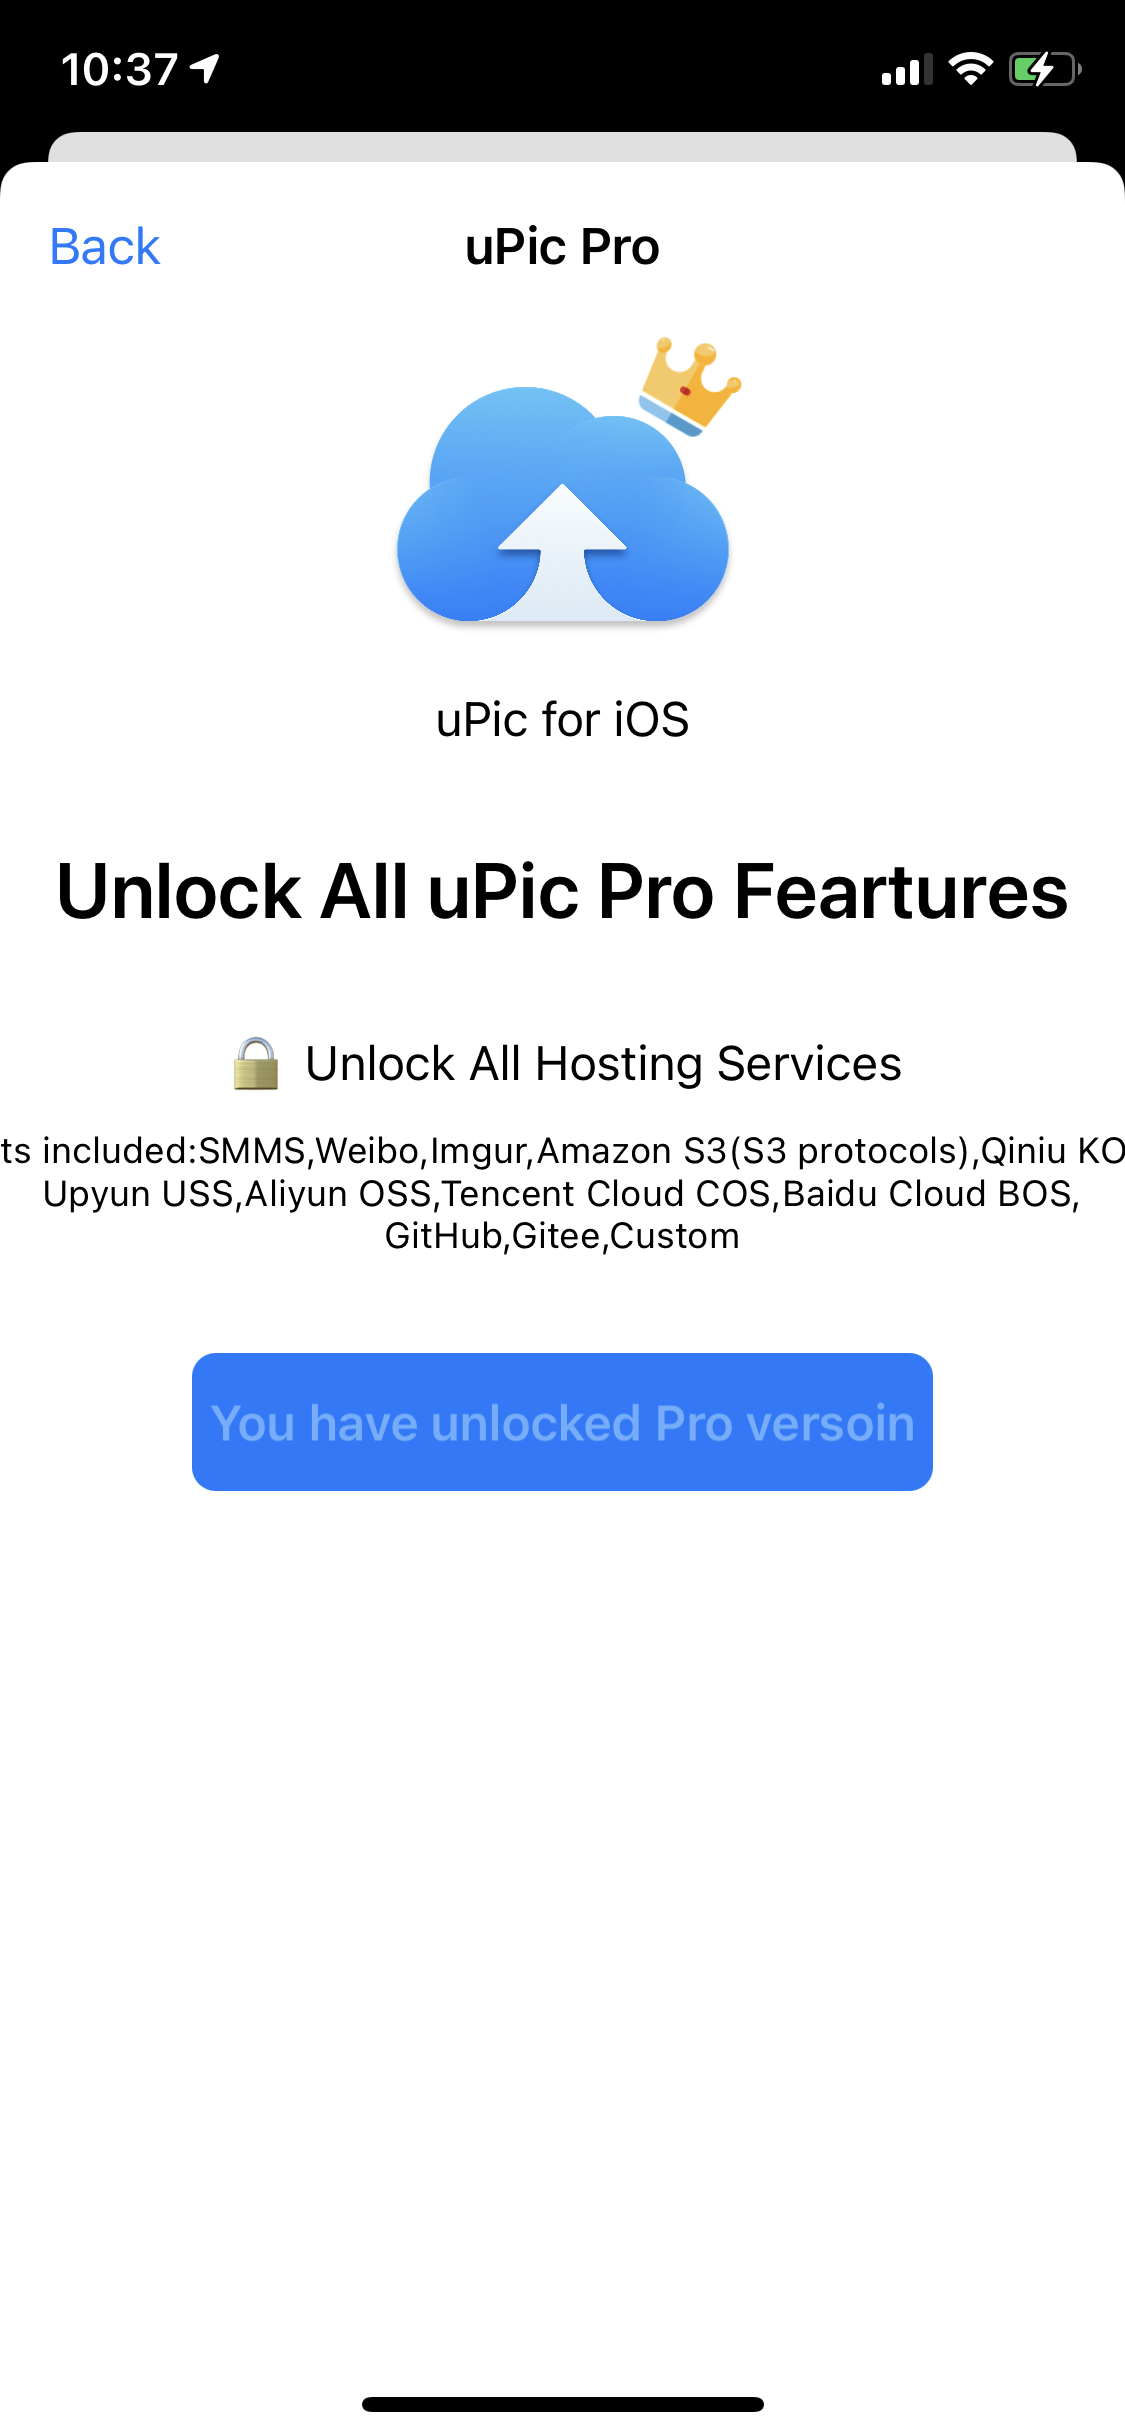 10:37
Back
uPic Pro
uPic for iOS
Unlock All uPic Pro Feartures
Unlock All Hosting Services
ts included:SMMS,Weibo,Imgur,Amazon S3(S3 protocols),Qiniu KO
Upyun USS,Aliyun OSS,Tencent Cloud COS,Baidu Cloud BOS,
GitHub,Gitee,Custom
You have unlocked Pro versoin